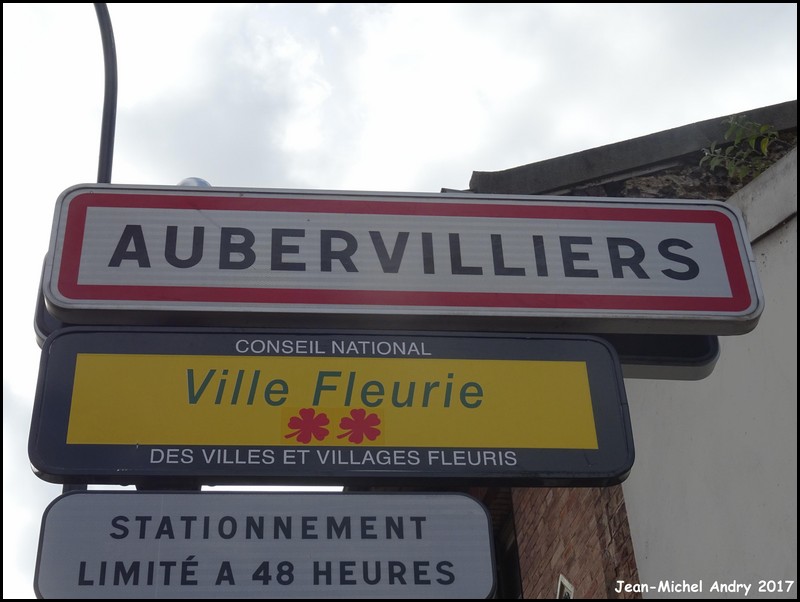 AUBERVILLIERS
CONSEIL NATIONAL
Ville Fleurie
DES VILLES ET VILLAGES FLEURIS
STATIONNEMENT
LIMITÉ A 48 HEURES
Jean-Michel Andry 2017